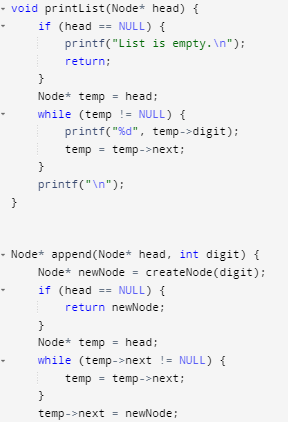 void printList(Node* head) {
    if (head == NULL) {
        printf("List is empty.\n");
        return;
    }
    Node* temp = head;
    while (temp != NULL) {
        printf("%d", temp->digit);
        temp = temp->next;
    }
    printf("\n");
}
Node* append(Node* head, int digit) {
    Node* newNode = createNode(digit);
    if (head == NULL) {
        return newNode;
    }
    Node* temp = head;
    while (temp->next != NULL) {
        temp = temp->next;
    }
    temp->next = newNode;